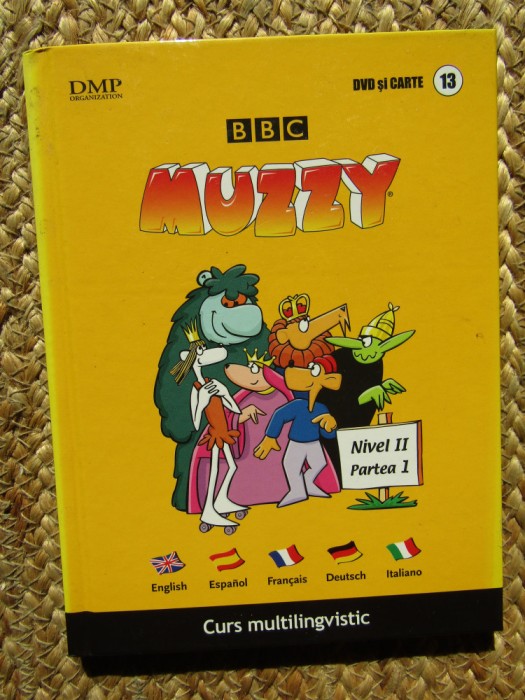 DMP
ORGANIZATION
DVD și CARTE 13
BBC
MUZZY®
Nivel II
Partea 1
English Español Français Deutsch Italiano
Curs multilingvistic